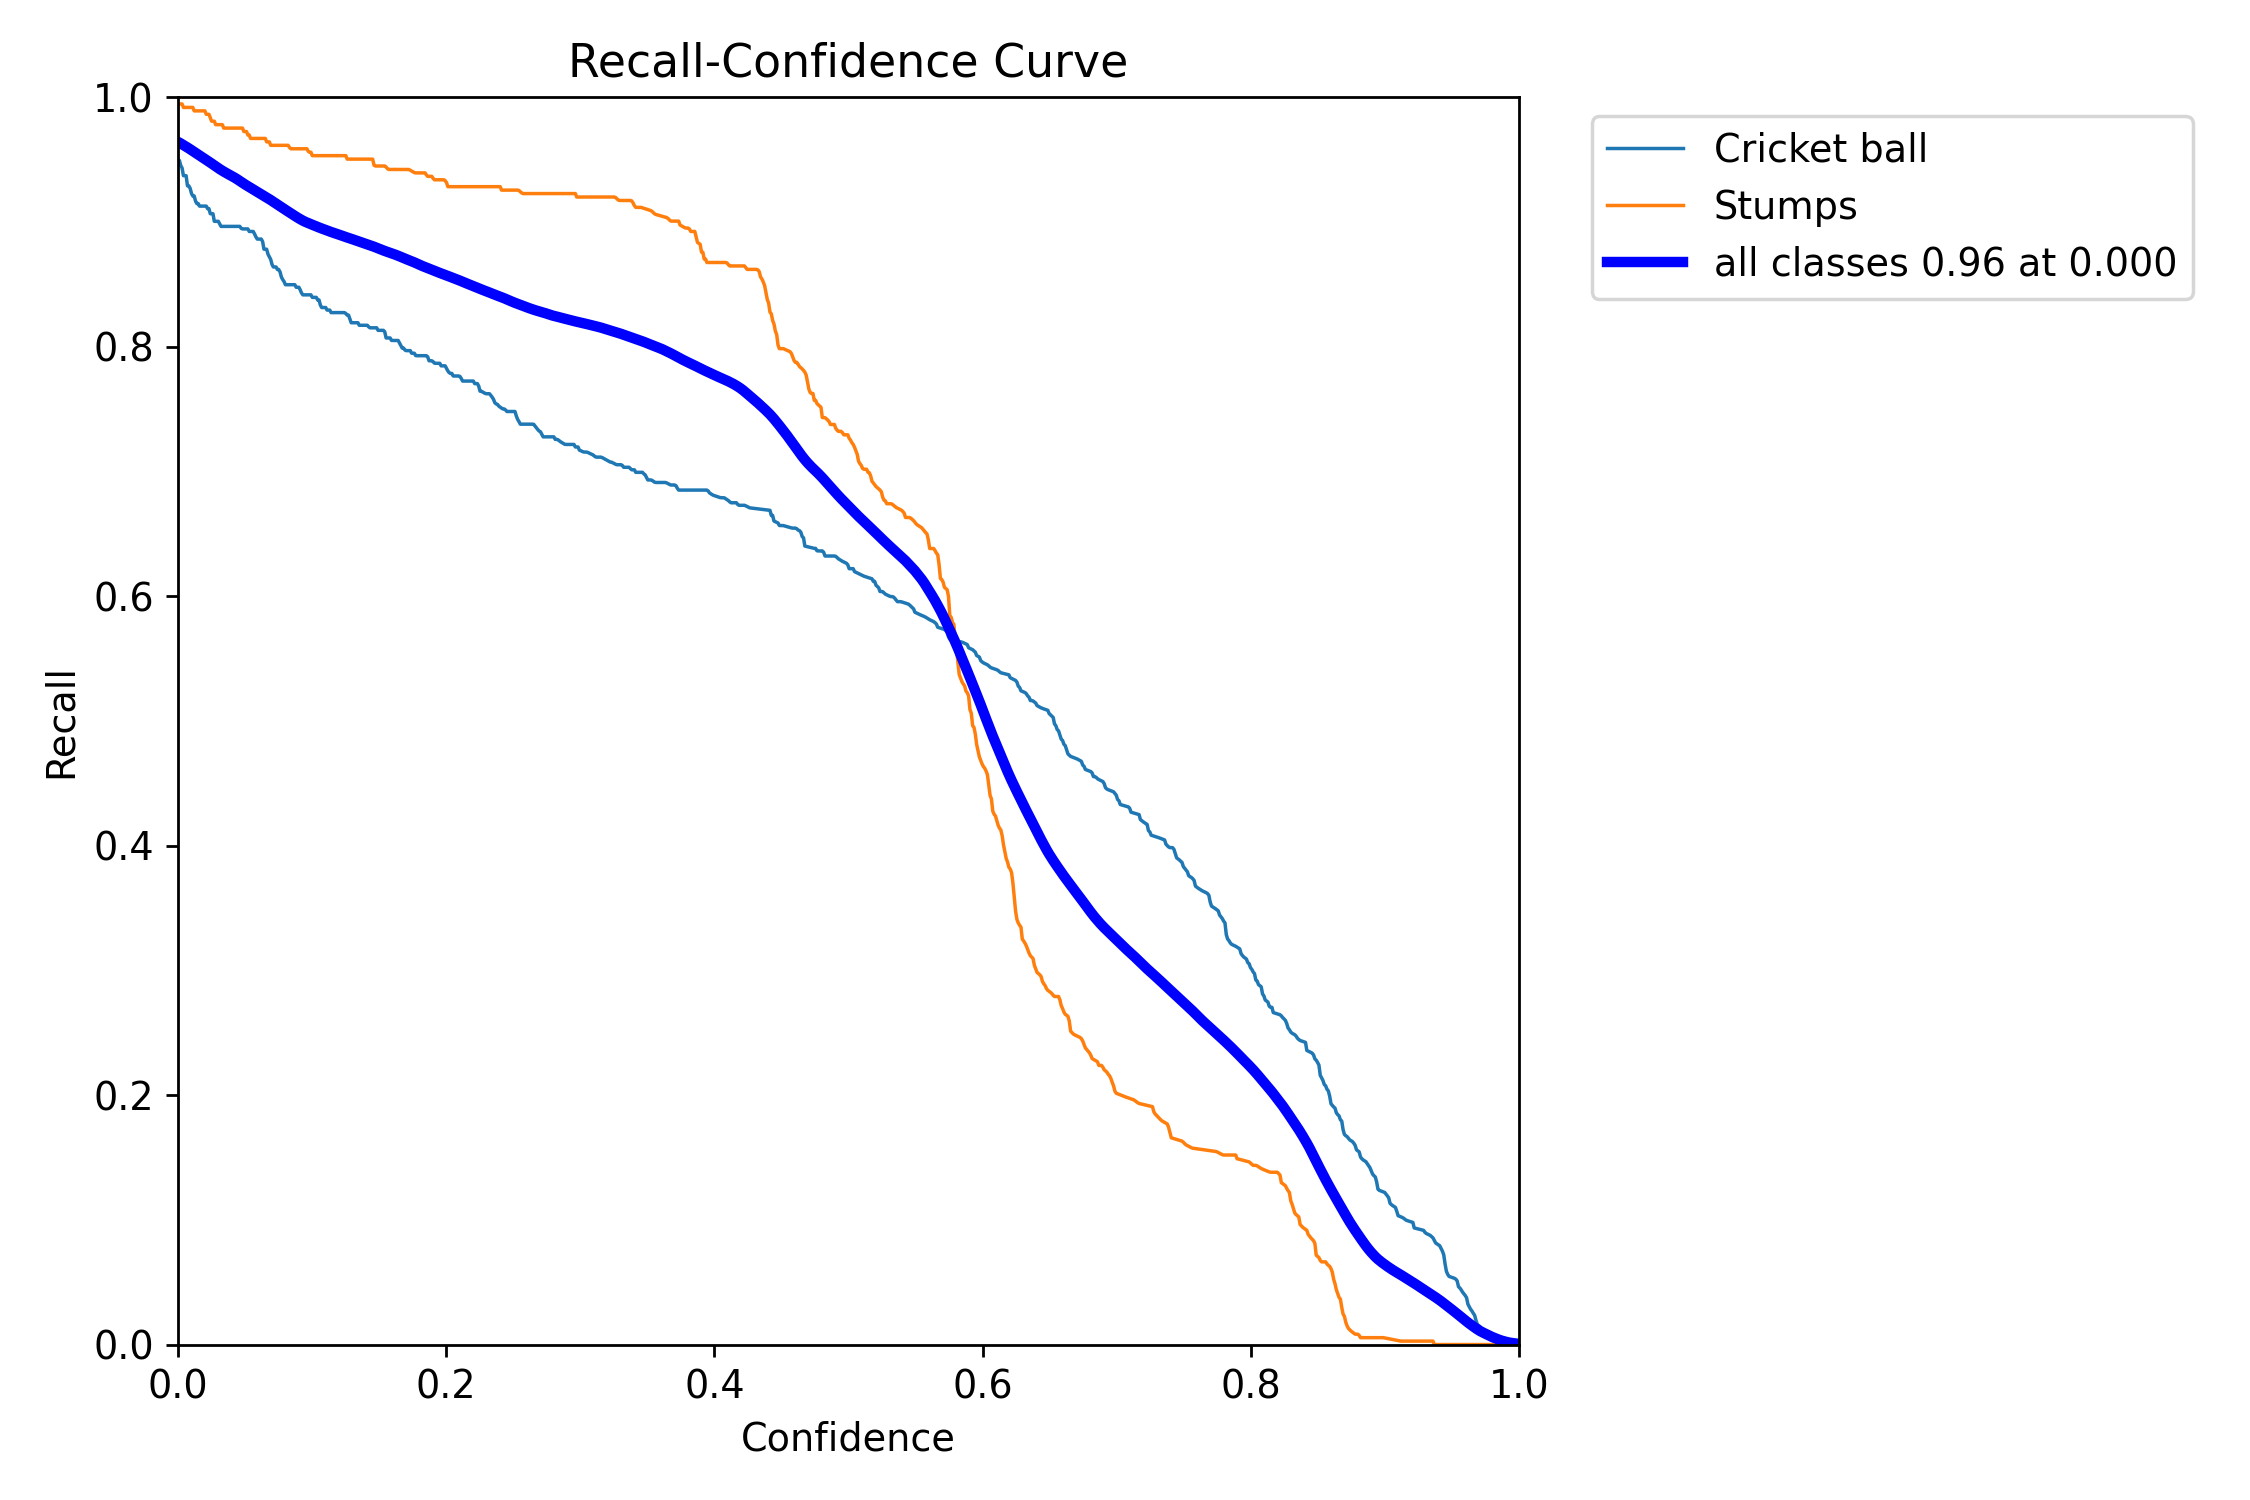 Recall-Confidence Curve
1.0
0.8
0.6
0.4
0.2
0.0
Recall
0.0 0.2 0.4 0.6 0.8 1.0
Confidence
Cricket ball
Stumps
all classes 0.96 at 0.000